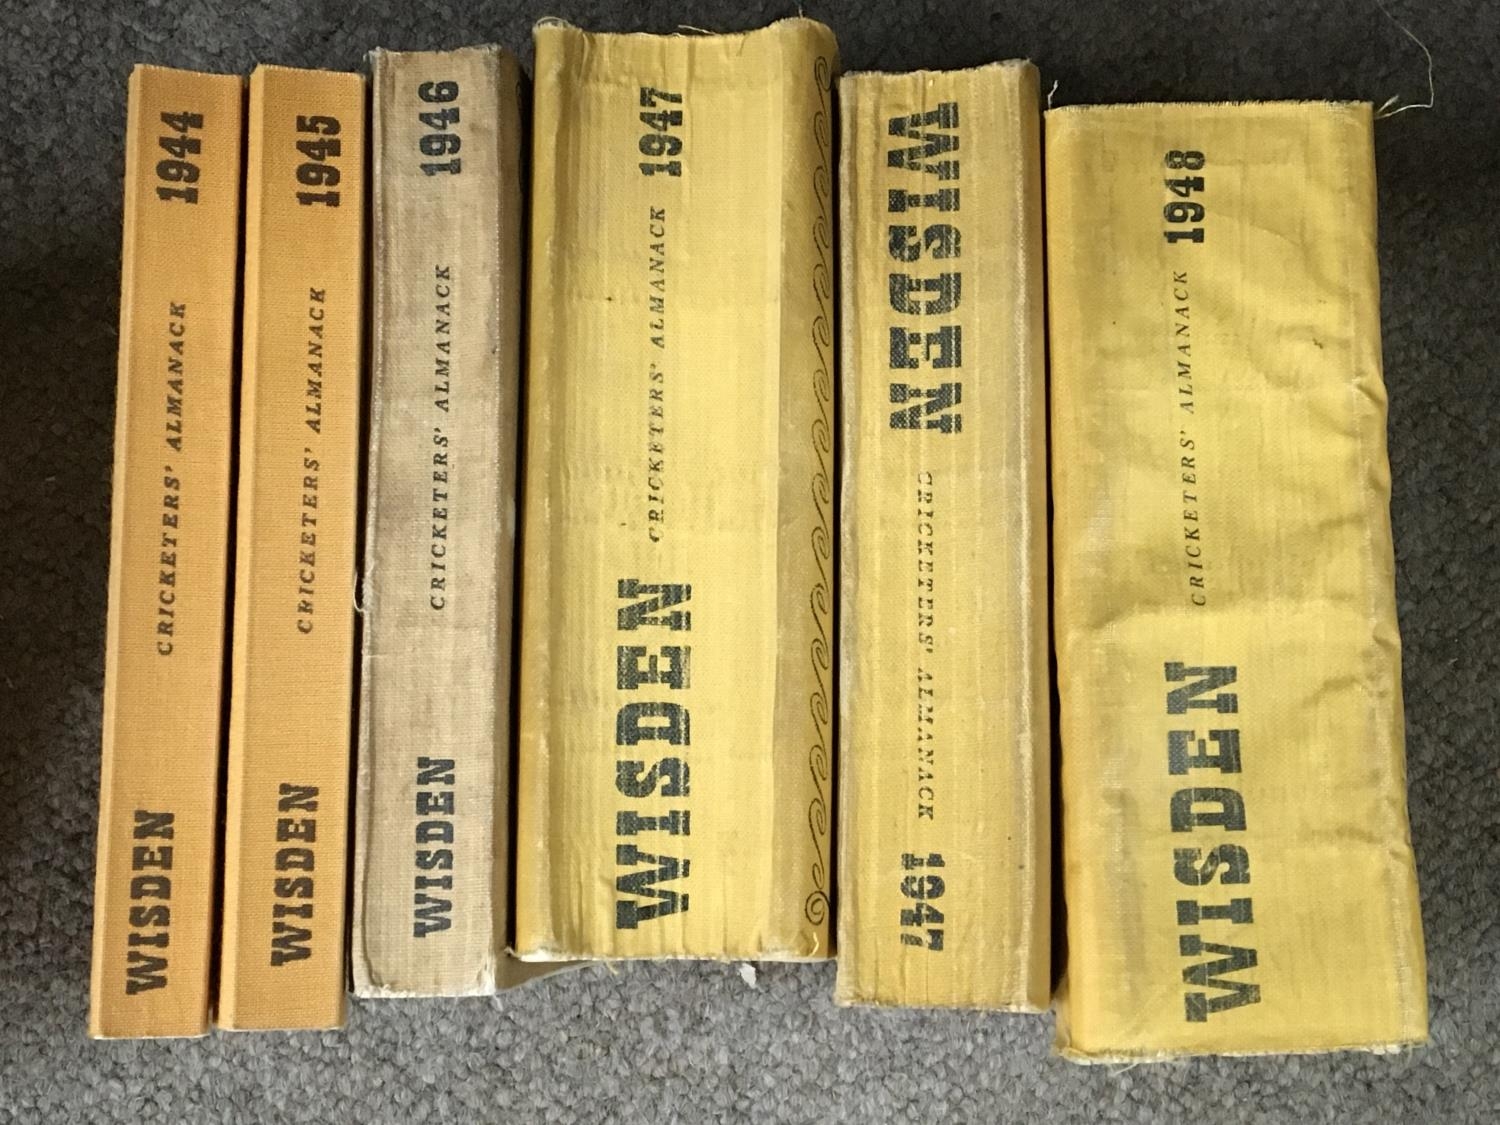 WISDEN CRICKETERS' ALMANACK 1944
WISDEN CRICKETERS' ALMANACK 1945
WISDEN CRICKETERS' ALMANACK 1946
WISDEN CRICKETERS' ALMANACK 1947
WISDEN CRICKETERS' ALMANACK 1947
WISDEN CRICKETERS' ALMANACK 1948